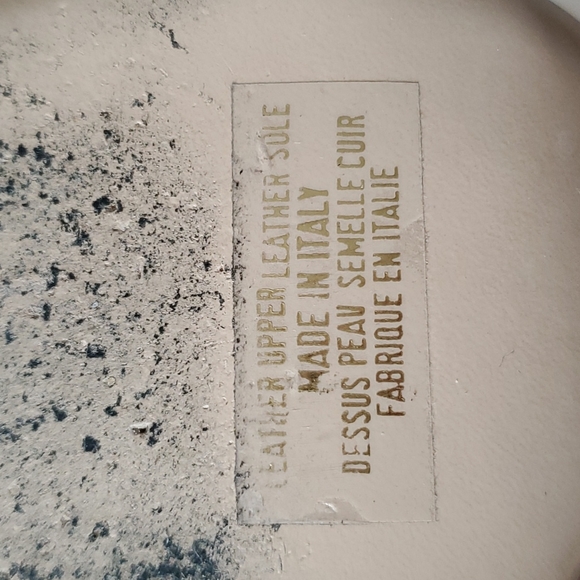 LEATHER UPPER LEATHER SOLE
MADE IN ITALY
DESSUS PEAU SEMELLE CUIR
FABRIQUE EN ITALIE